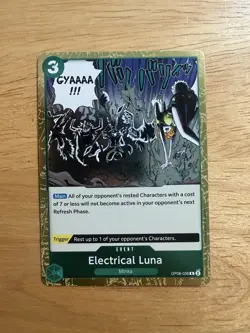 3
GYAAAA
!!!
Main All of your opponent's rested Characters with a cost
of 7 or less will not become active in your opponent's next
Refresh Phase.
Trigger Rest up to 1 of your opponent's Characters.
EVENT
Electrical Luna
Minks
OP08-036